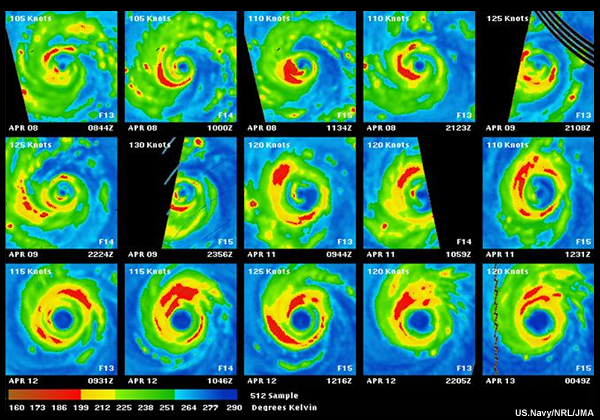 105 Knots
F13
APR 08 0844Z
105 Knots
F14
APR 08 1000Z
110 Knots
F15
APR 08 1134Z
110 Knots
F13
APR 08 2123Z
125 Knots
F13
APR 09 2108Z
125 Knots
F14
APR 09 2224Z
130 Knots
F15
APR 09 2356Z
120 Knots
F13
APR 11 0944Z
120 Knots
F14
APR 11 1059Z
110 Knots
F15
APR 11 1231Z
115 Knots
F13
APR 12 0931Z
115 Knots
F14
APR 12 1046Z
125 Knots
F15
APR 12 1216Z
120 Knots
F13
APR 12 2205Z
120 Knots
F15
APR 13 0049Z
160 173 186 199 212 225 238 251 264 277 290
512 Sample
Degrees Kelvin
US.Navy/NRL/JMA